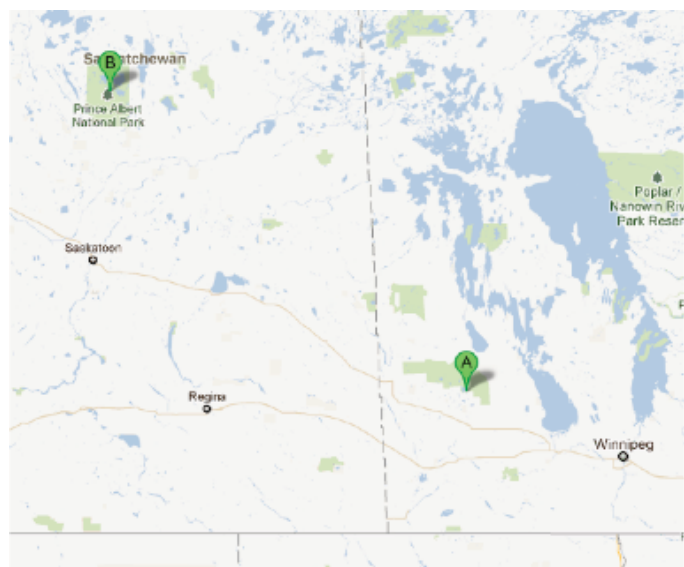 Saskatchewan
B
Prince Albert
National Park
Poplar /
Nanowin Riv
Park Reser
Saskatoon
A
Regina
Winnipeg